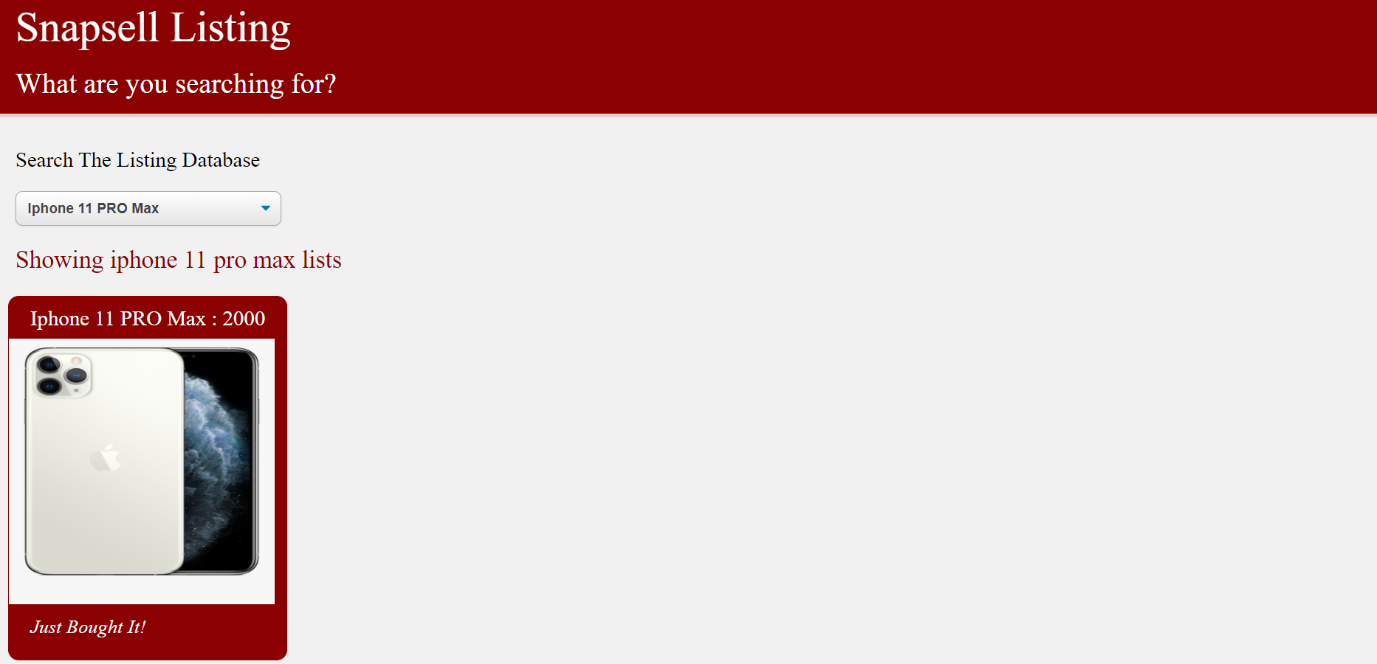 Snapsell Listing
What are you searching for?
Search The Listing Database
Iphone 11 PRO Max
Showing iphone 11 pro max lists
Iphone 11 PRO Max : 2000
Just Bought It!